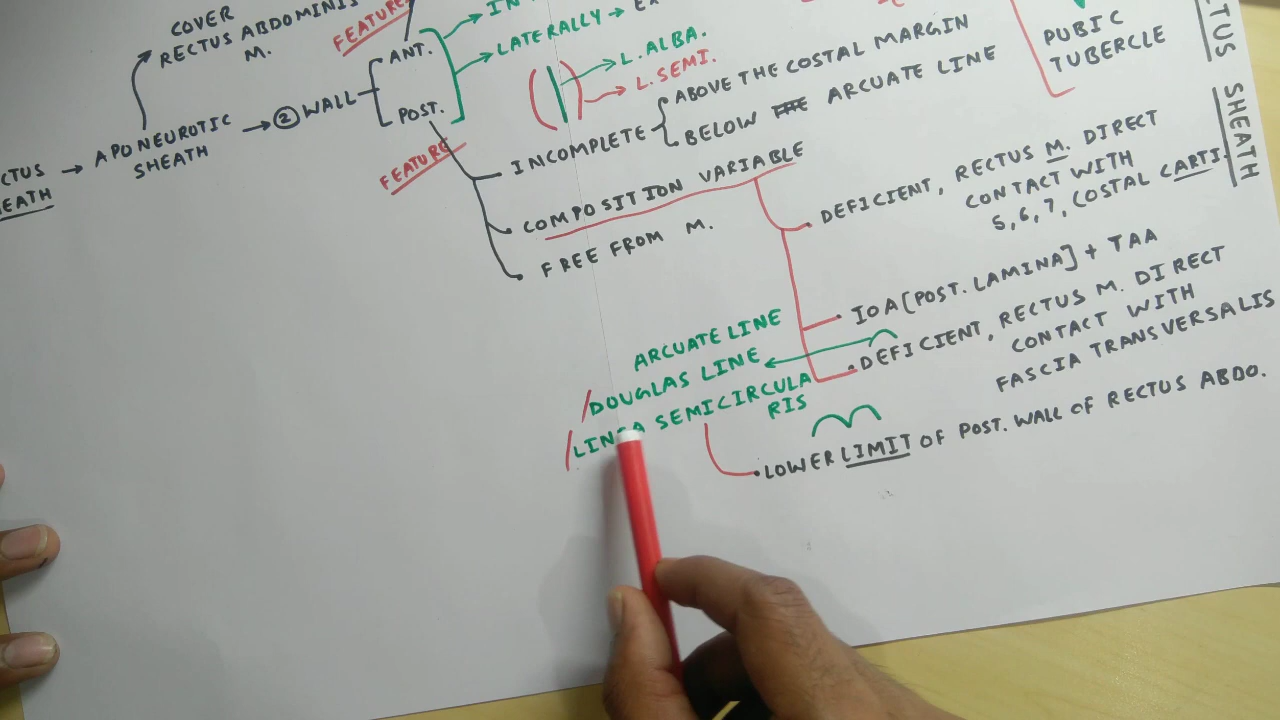 COVER
RECTUS ABDOMINIS
M.
FEATURE
ANT.
LATERALLY →
L. ALBA.
L. SEMI.
APONEUROTIC
SHEATH
→ ② WALL
POST.
FEATURE
INCOMPLETE
ABOVE THE COSTAL MARGIN
BELOW ARCUATE LINE
COMPOSITION VARIABLE
FREE FROM M.
PUBIC
TUBERCLE
SHEATH
DEFICIENT, RECTUS M. DIRECT
CONTACT WITH
5, 6, 7, COSTAL CARTI.
IOA [POST. LAMINA] + TAA
DEFICIENT, RECTUS M. DIRECT
CONTACT WITH
FASCIA TRANSVERSALIS
ARCUATE LINE
/DOUGLAS LINE
/LINEA SEMICIRCULA
RIS
LOWER LIMIT OF POST. WALL OF RECTUS ABDO.